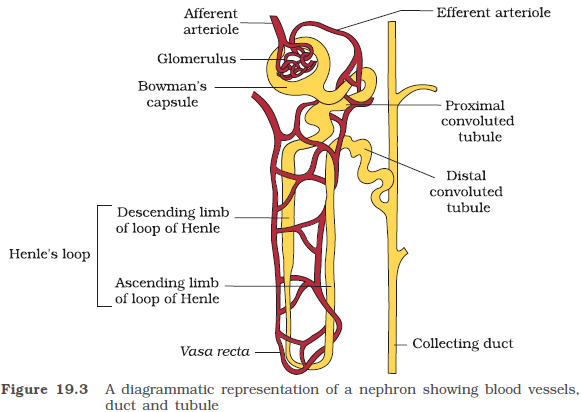 Afferent
arteriole
Efferent arteriole
Glomerulus
Bowman's
capsule
Proximal
convoluted
tubule
Distal
convoluted
tubule
Descending limb
of loop of Henle
Henle's loop
Ascending limb
of loop of Henle
Vasa recta
Collecting duct
Figure 19.3 A diagrammatic representation of a nephron showing blood vessels,
duct and tubule